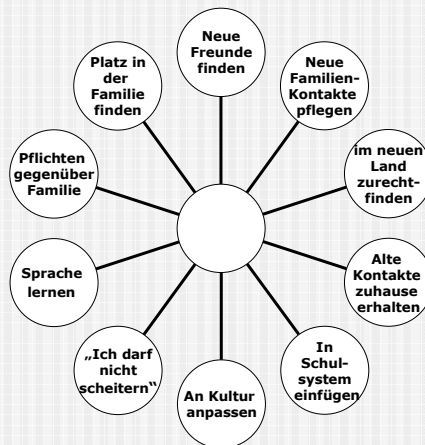 Neue
Freunde
finden
Neue
Familien-
Kontakte
pflegen
im neuen
Land
zurecht-
finden
Alte
Kontakte
zuhause
erhalten
In
Schul-
system
einfügen
An Kultur
anpassen
„Ich darf
nicht
scheitern“
Sprache
lernen
Pflichten
gegenüber
Familie
Platz in
der
Familie
finden